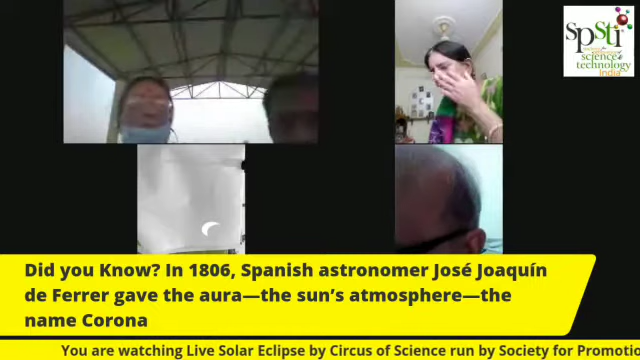 spsti
science &
technology
India
Did you Know? In 1806, Spanish astronomer José Joaquín
de Ferrer gave the aura—the sun's atmosphere—the
name Corona
You are watching Live Solar Eclipse by Circus of Science run by Society for Promotio